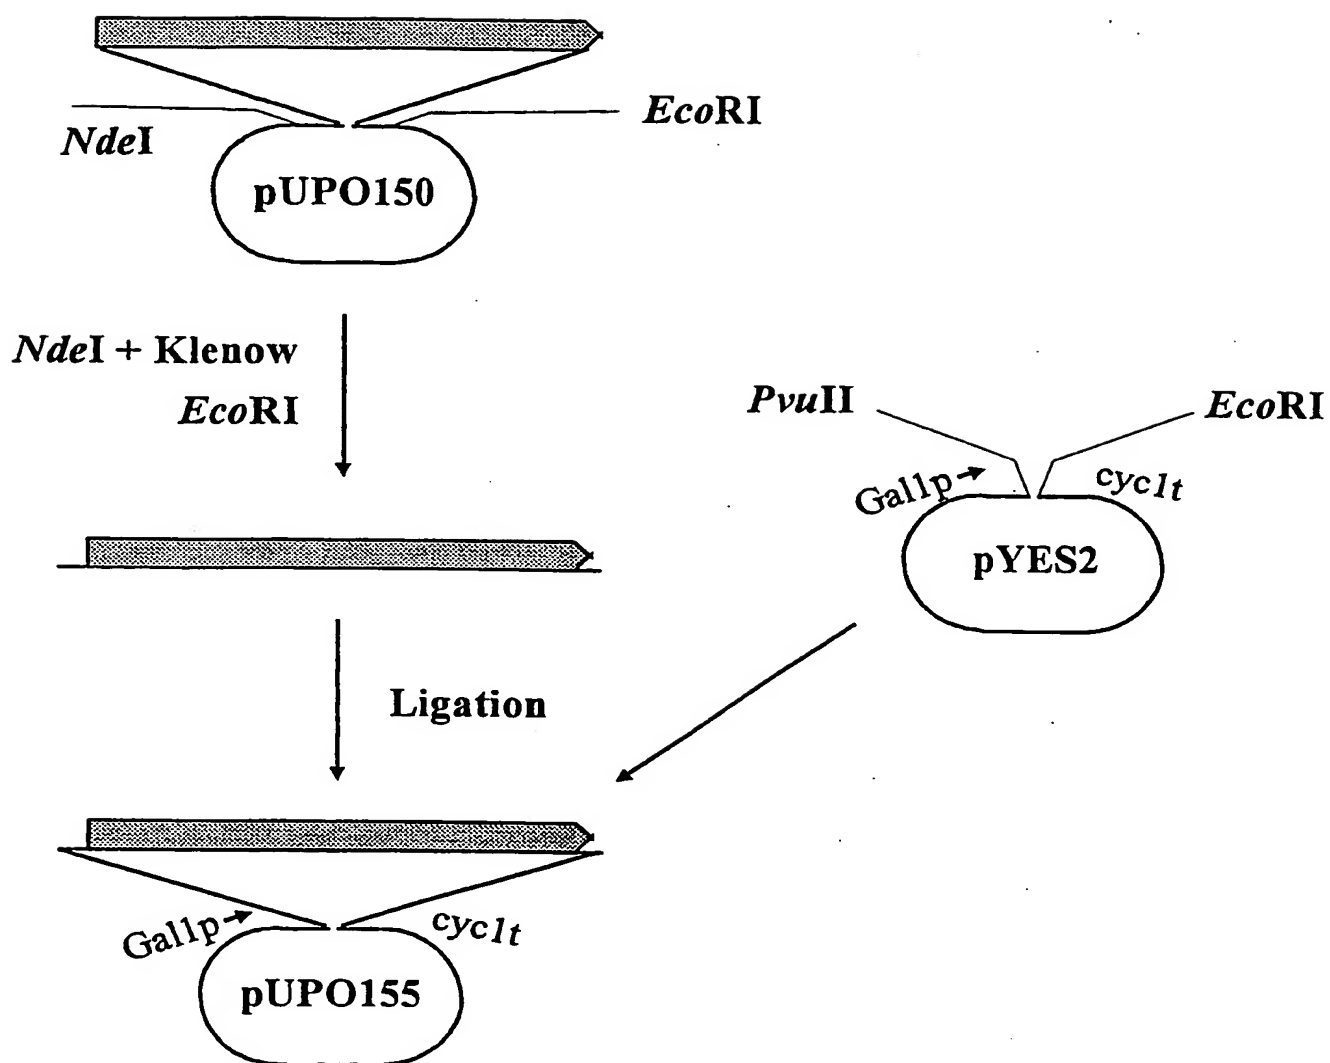 NdeI
EcoRI
pUPO150
NdeI + Klenow
EcoRI
PvuII
EcoRI
Gal1p
cyc1t
pYES2
Ligation
Gal1p
cyc1t
pUPO155